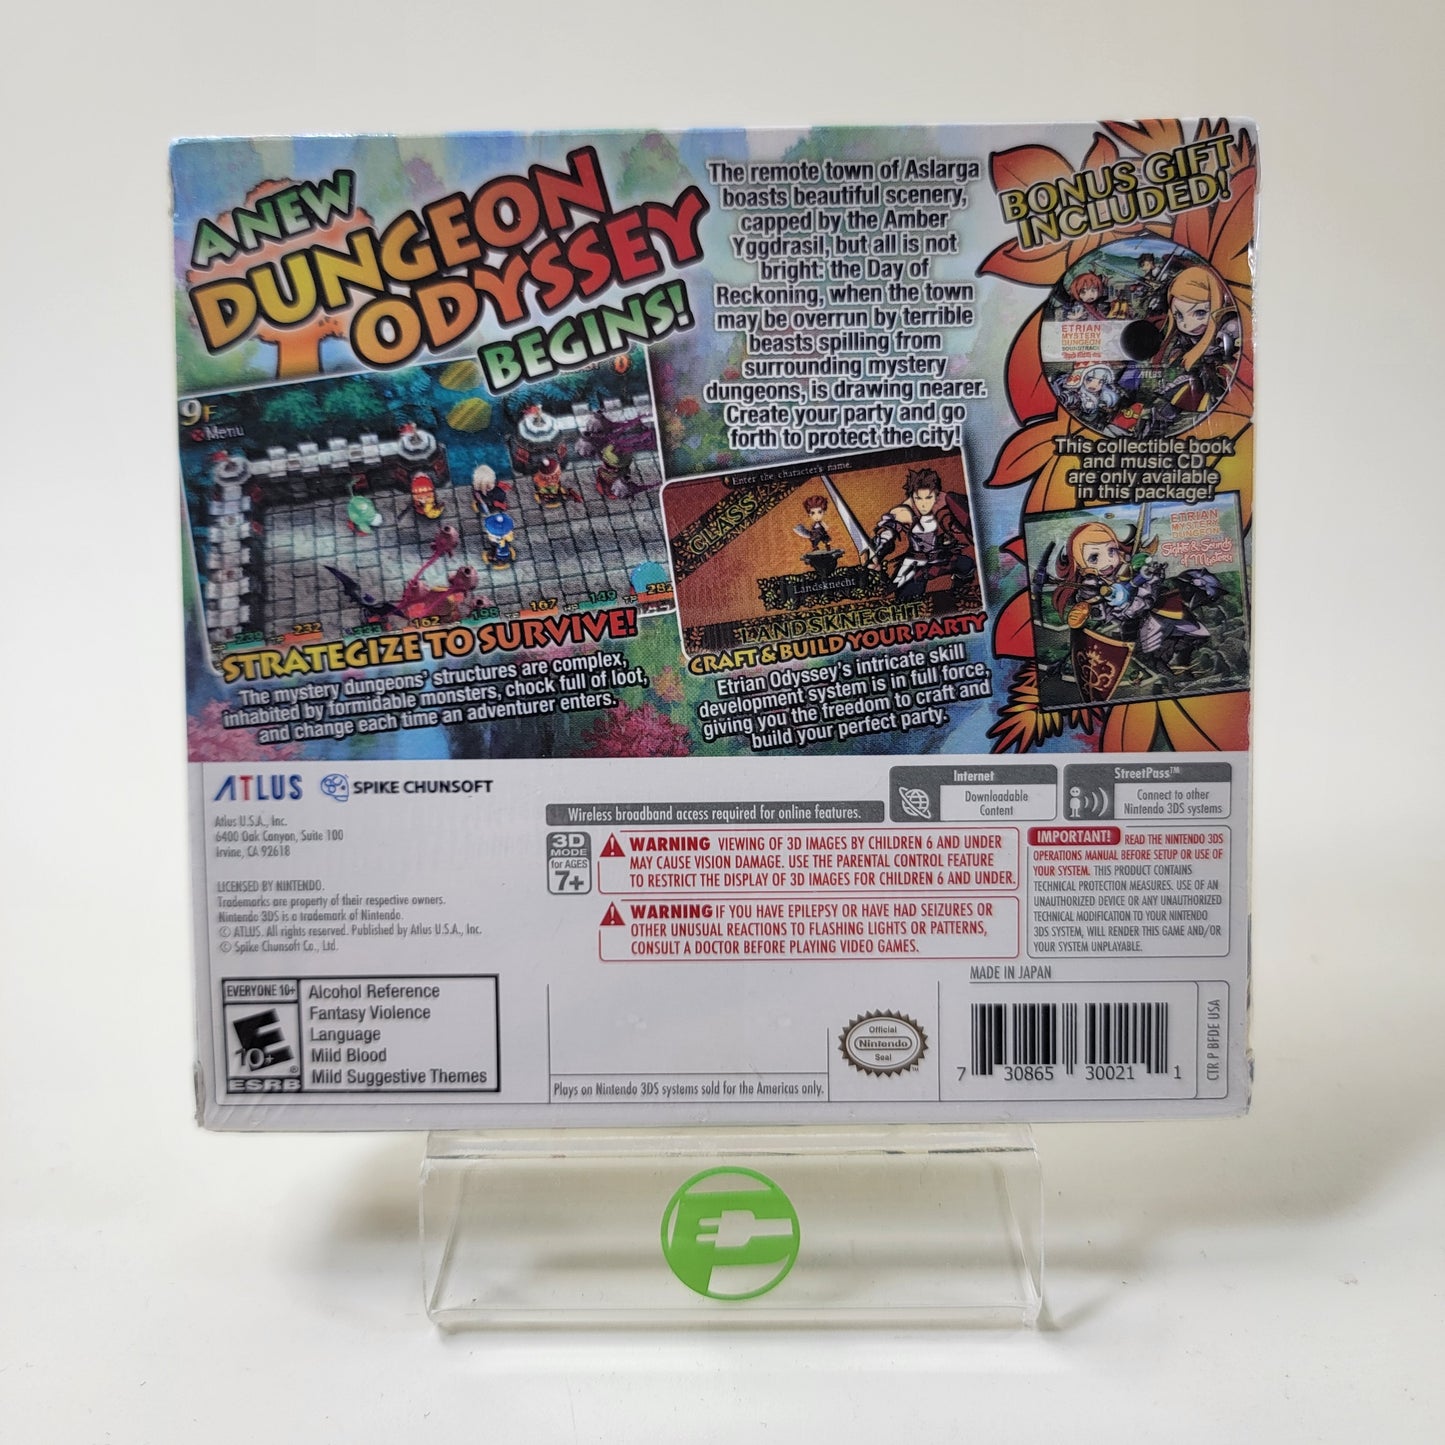 A NEW
DUNGEON
ODYSSEY
BEGINS!
The remote town of Aslarga
boasts beautiful scenery,
capped by the Amber
Yggdrasil, but all is not
bright: the Day of
Reckoning, when the town
may be overrun by terrible
beasts spilling from
surrounding mystery
dungeons, is drawing nearer.
Create your party and go
forth to protect the city!
BONUS GIFT
INCLUDED!
ETRIAN
MYSTERY
DUNGEON
SOUNDTRACK
ATLUS
This collectible book
and music CD
are only available
in this package!
ETRIAN
MYSTERY
DUNGEON
Sights & Sounds
of Mystery
9F
Menu
0
232
162
198
167
149
282
STRATEGIZE TO SURVIVE!
The mystery dungeons' structures are complex,
inhabited by formidable monsters, chock full of loot,
and change each time an adventurer enters.
Enter the character's name.
CLASS
Landsknecht
LANDSKNECHT
CRAFT & BUILD YOUR PARTY
Etrian Odyssey's intricate skill
development system is in full force,
giving you the freedom to craft and
build your perfect party.
ATLUS
SPIKE CHUNSOFT
Atlus U.S.A., Inc.
6400 Oak Canyon, Suite 100
Irvine, CA 92618
LICENSED BY NINTENDO.
Trademarks are property of their respective owners.
Nintendo 3DS is a trademark of Nintendo.
© ATLUS. All rights reserved. Published by Atlus U.S.A., Inc.
© Spike Chunsoft Co., Ltd.
Wireless broadband access required for online features.
Internet
Downloadable
Content
StreetPass™
Connect to other
Nintendo 3DS systems
3D
MODE
for AGES
7+
WARNING VIEWING OF 3D IMAGES BY CHILDREN 6 AND UNDER
MAY CAUSE VISION DAMAGE. USE THE PARENTAL CONTROL FEATURE
TO RESTRICT THE DISPLAY OF 3D IMAGES FOR CHILDREN 6 AND UNDER.
WARNING IF YOU HAVE EPILEPSY OR HAVE HAD SEIZURES OR
OTHER UNUSUAL REACTIONS TO FLASHING LIGHTS OR PATTERNS,
CONSULT A DOCTOR BEFORE PLAYING VIDEO GAMES.
IMPORTANT! READ THE NINTENDO 3DS
OPERATIONS MANUAL BEFORE SETUP OR USE OF
YOUR SYSTEM. THIS PRODUCT CONTAINS
TECHNICAL PROTECTION MEASURES. USE OF AN
UNAUTHORIZED DEVICE OR ANY UNAUTHORIZED
TECHNICAL MODIFICATION TO YOUR NINTENDO
3DS SYSTEM, WILL RENDER THIS GAME AND/OR
YOUR SYSTEM UNPLAYABLE.
MADE IN JAPAN
EVERYONE 10+
E
10+
®
ESRB
Alcohol Reference
Fantasy Violence
Language
Mild Blood
Mild Suggestive Themes
Plays on Nintendo 3DS systems sold for the Americas only.
Official
Nintendo
Seal
7 30865 30021 1
CTR P BFDE USA